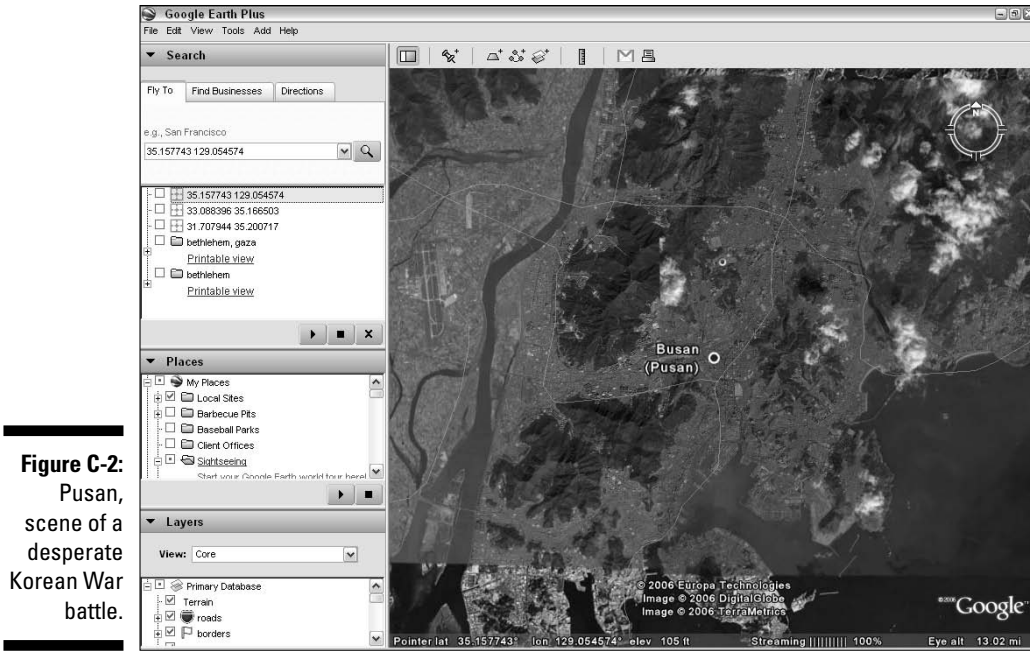 Google Earth Plus
File Edit View Tools Add Help
Search
Fly To Find Businesses Directions
e.g., San Francisco
35.157743 129.054574
35.157743 129.054574
33.088396 35.166503
31.707944 35.200717
bethlehem, gaza
Printable view
bethlehem
Printable view
Places
My Places
Local Sites
Barbecue Pits
Baseball Parks
Client Offices
Sightseeing
Start your Google Earth world tour here!
Layers
View: Core
Primary Database
Terrain
roads
borders
N
Busan
(Pusan)
© 2006 Europa Technologies
Image © 2006 DigitalGlobe
Image © 2006 TerraMetrics
Google
Pointer lat 35.157743° lon 129.054574° elev 105 ft Streaming ||||||||| 100% Eye alt 13.02 mi
Figure C-2:
Pusan,
scene of a
desperate
Korean War
battle.